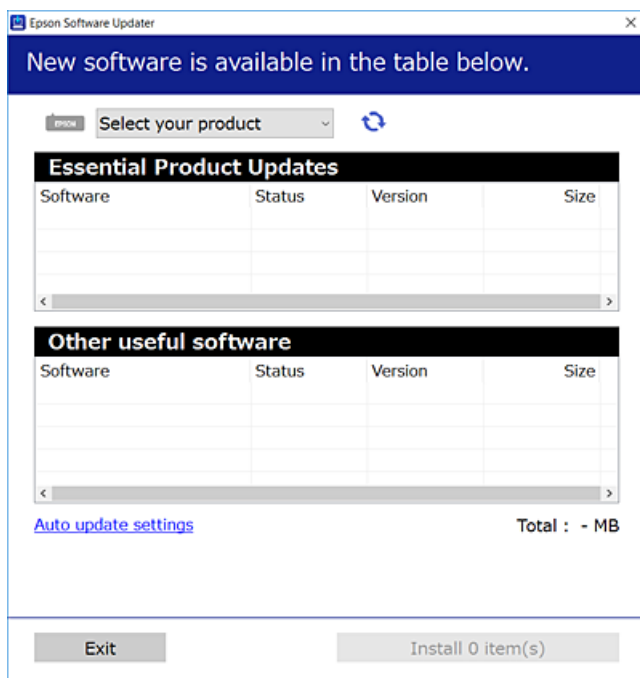 Epson Software Updater
New software is available in the table below.
EPSON Select your product
Essential Product Updates
Software Status Version Size
Other useful software
Software Status Version Size
Auto update settings Total : - MB
Exit Install 0 item(s)